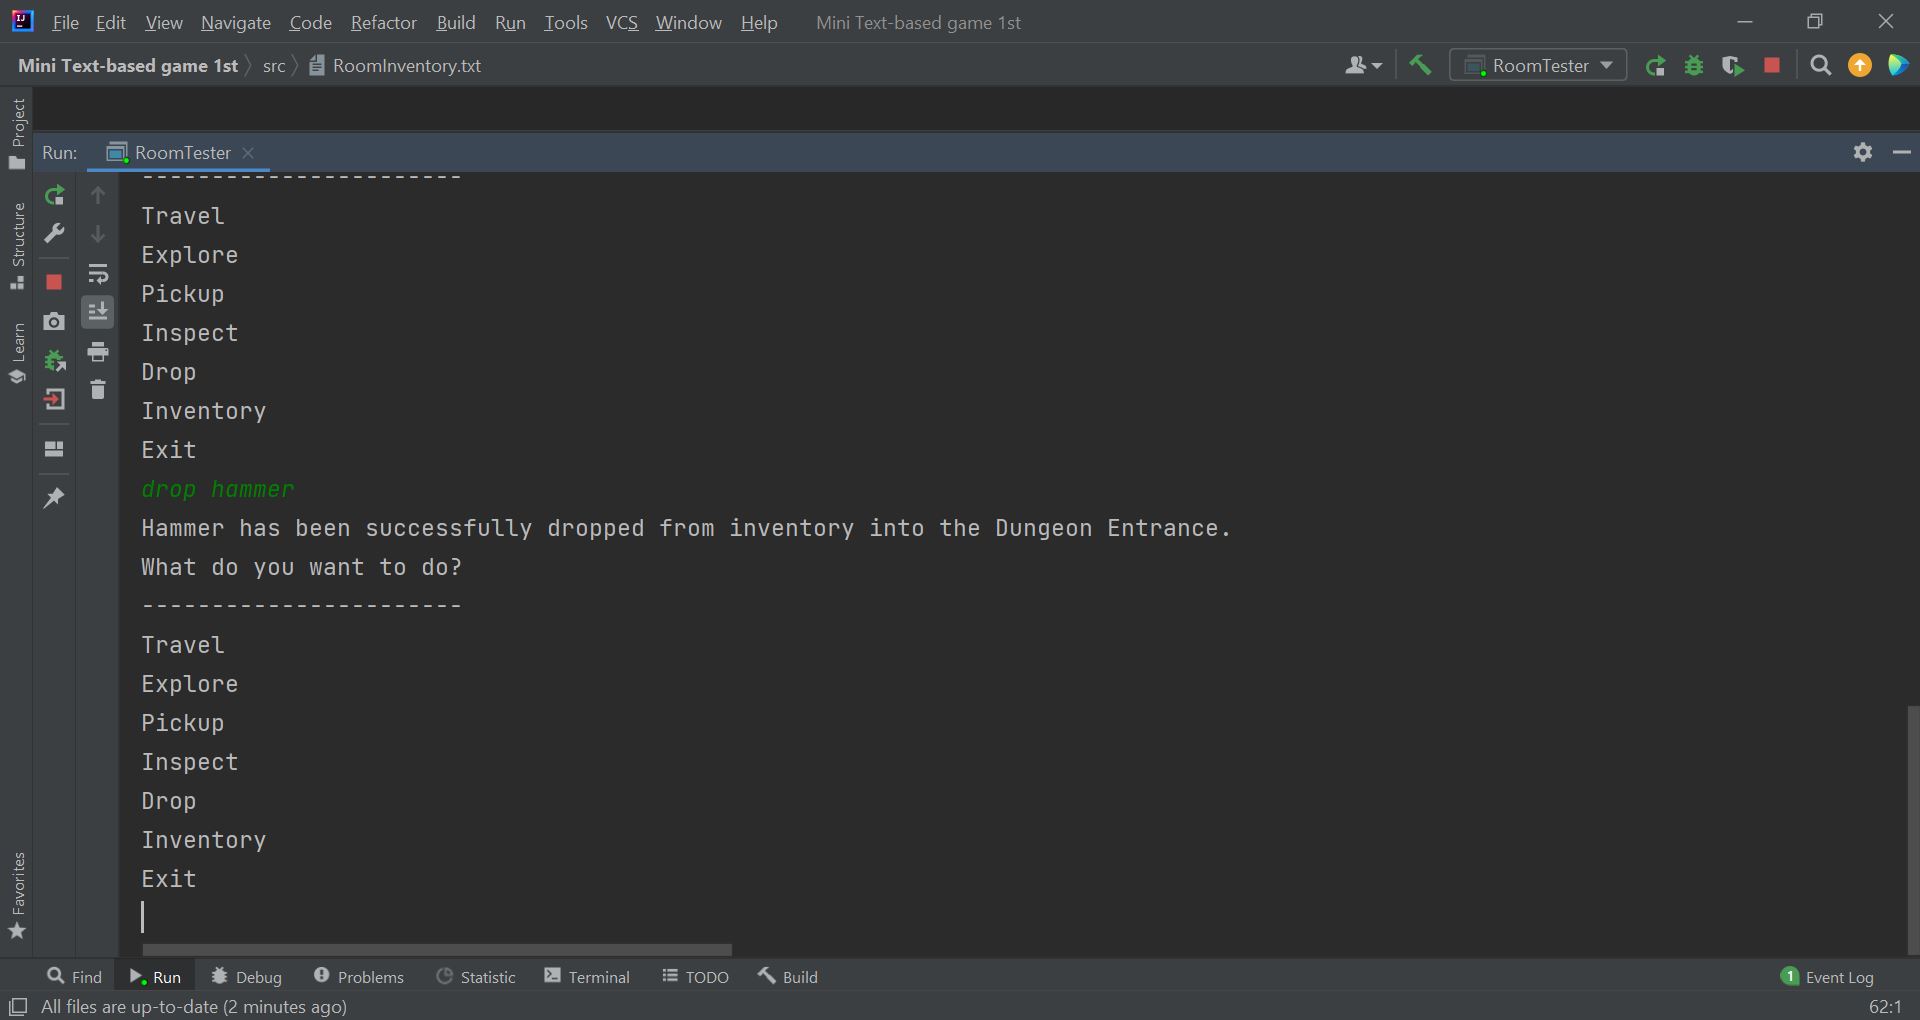 File Edit View Navigate Code Refactor Build Run Tools VCS Window Help Mini Text-based game 1st
Mini Text-based game 1st src RoomInventory.txt RoomTester
Project
Structure
Learn
Favorites
Run: RoomTester
-----------------------
Travel
Explore
Pickup
Inspect
Drop
Inventory
Exit
drop hammer
Hammer has been successfully dropped from inventory into the Dungeon Entrance.
What do you want to do?
-----------------------
Travel
Explore
Pickup
Inspect
Drop
Inventory
Exit
Find Run Debug Problems Statistic Terminal TODO Build 1 Event Log
All files are up-to-date (2 minutes ago) 62:1